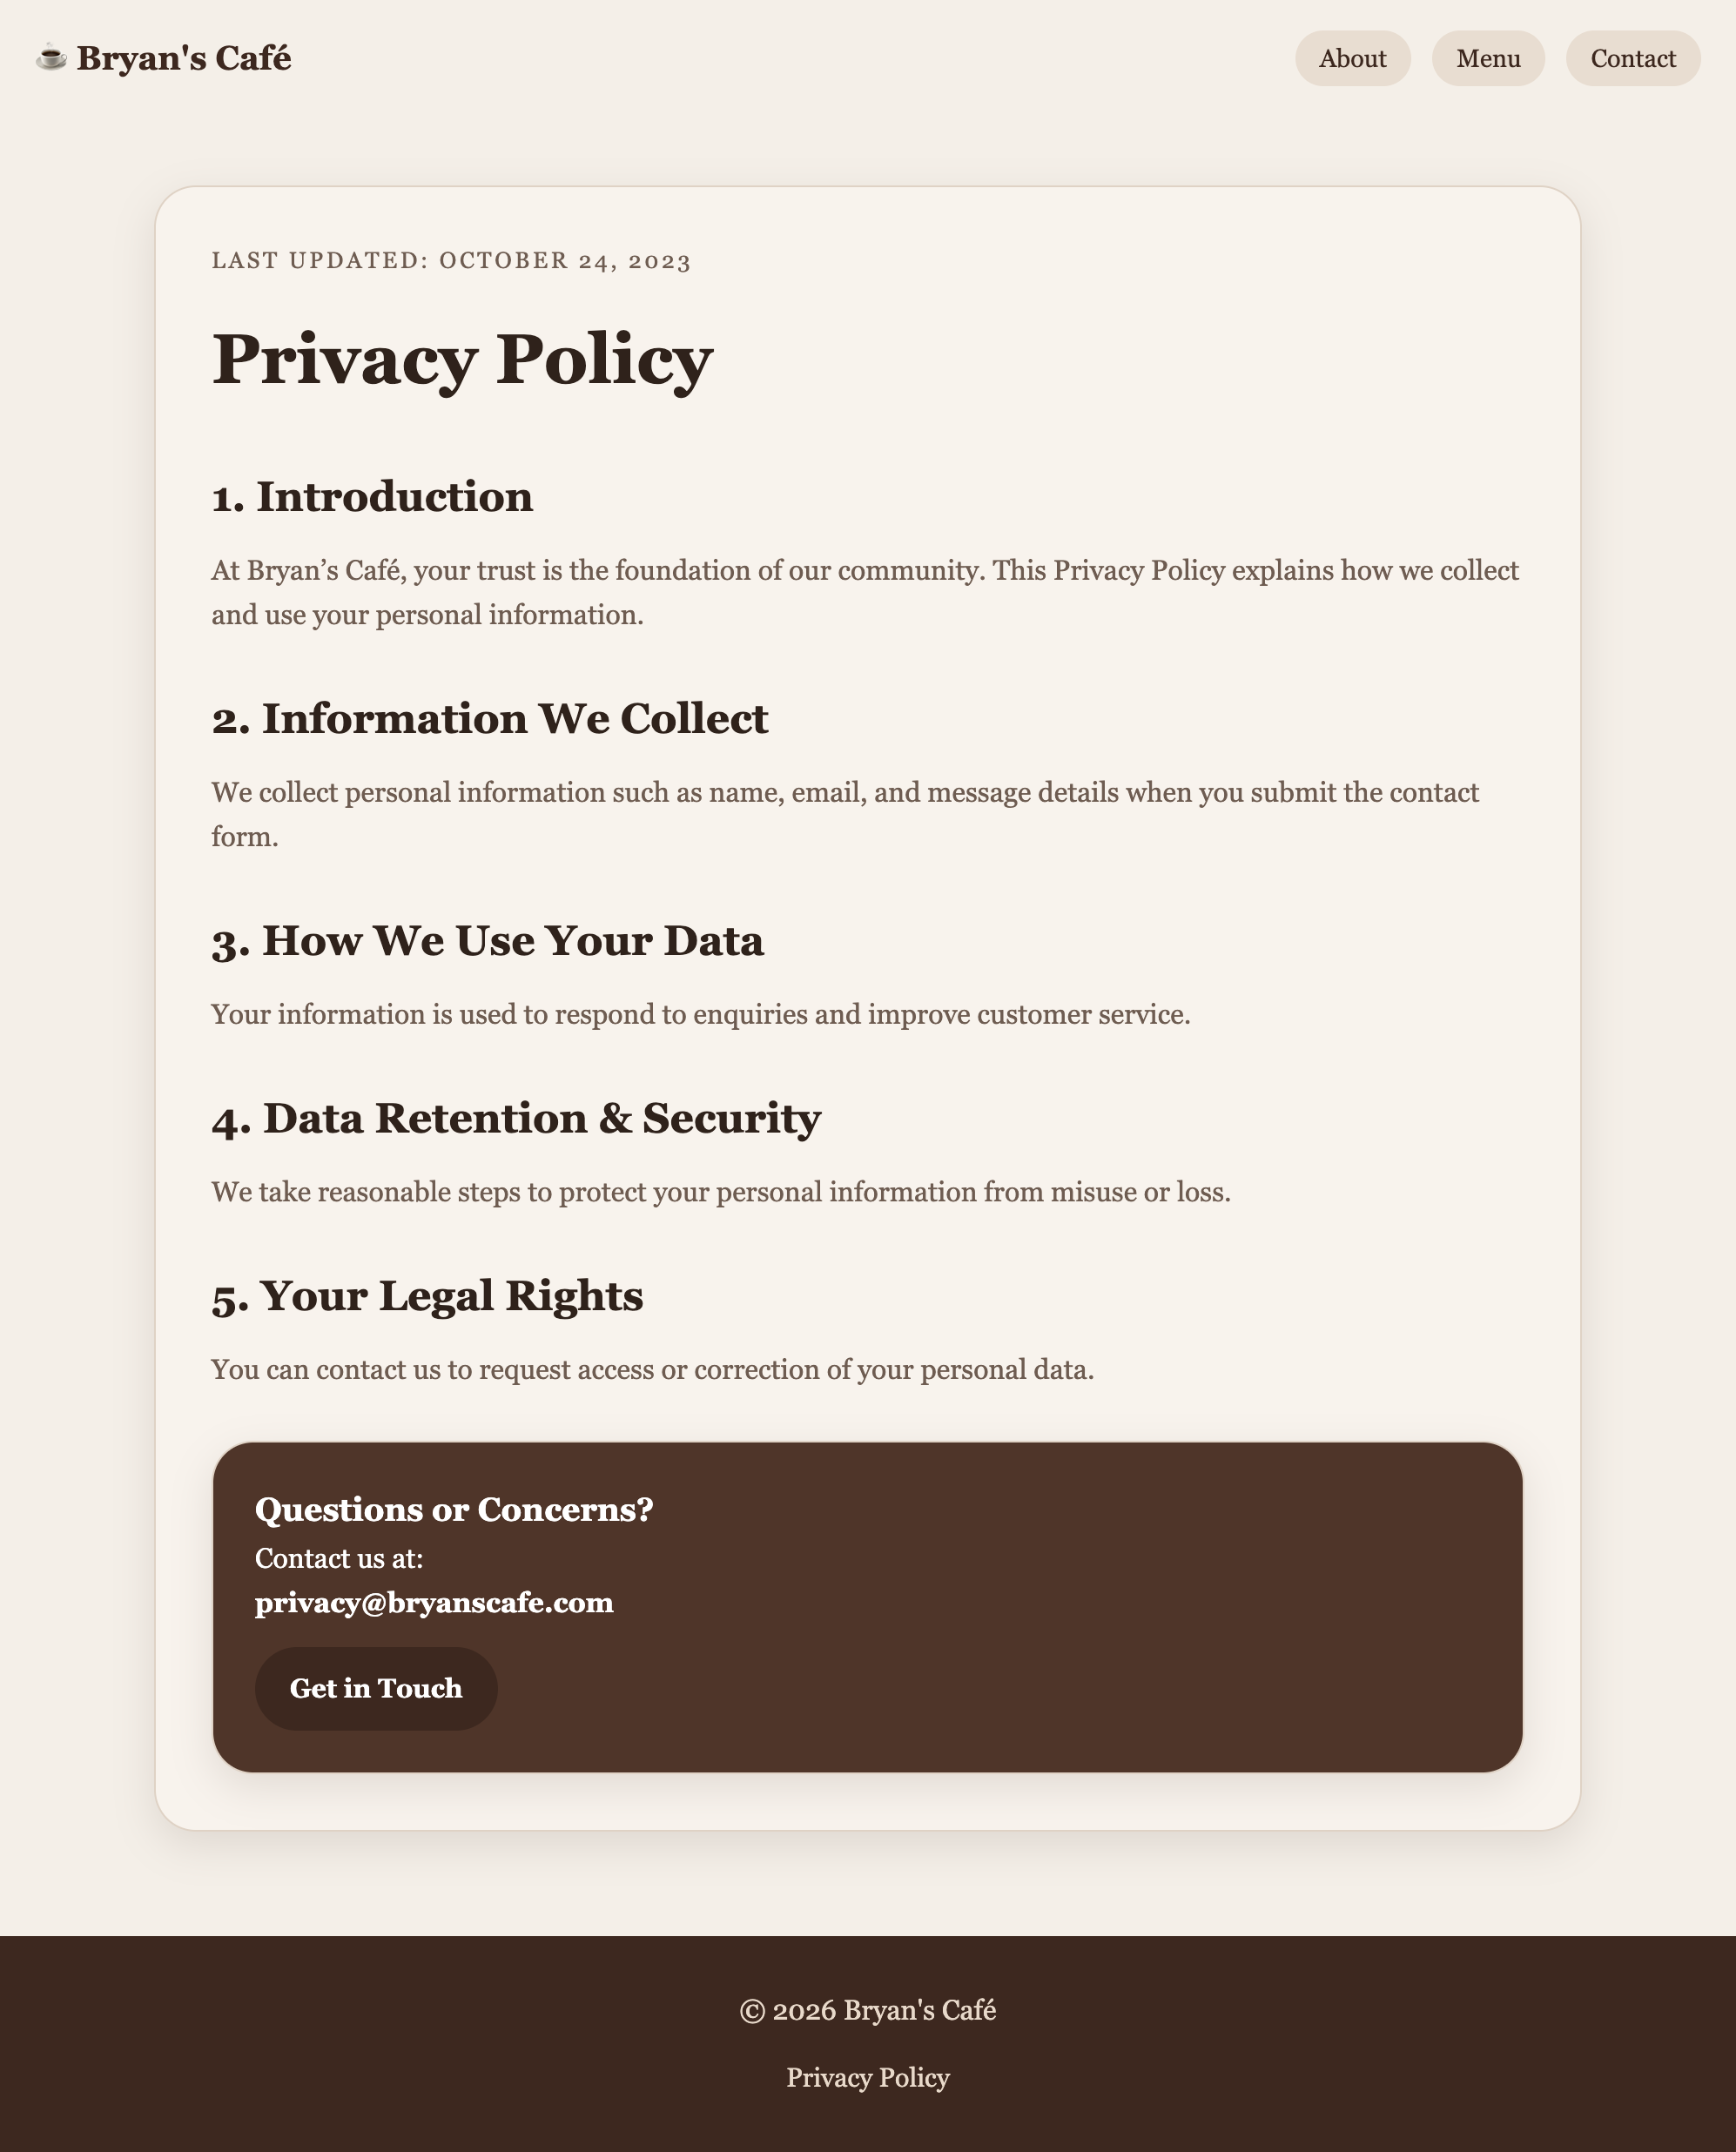 Bryan's Café
About
Menu
Contact
LAST UPDATED: OCTOBER 24, 2023
Privacy Policy
1. Introduction
At Bryan’s Café, your trust is the foundation of our community. This Privacy Policy explains how we collect
and use your personal information.
2. Information We Collect
We collect personal information such as name, email, and message details when you submit the contact
form.
3. How We Use Your Data
Your information is used to respond to enquiries and improve customer service.
4. Data Retention & Security
We take reasonable steps to protect your personal information from misuse or loss.
5. Your Legal Rights
You can contact us to request access or correction of your personal data.
Questions or Concerns?
Contact us at:
privacy@bryanscafe.com
Get in Touch
© 2026 Bryan's Café
Privacy Policy